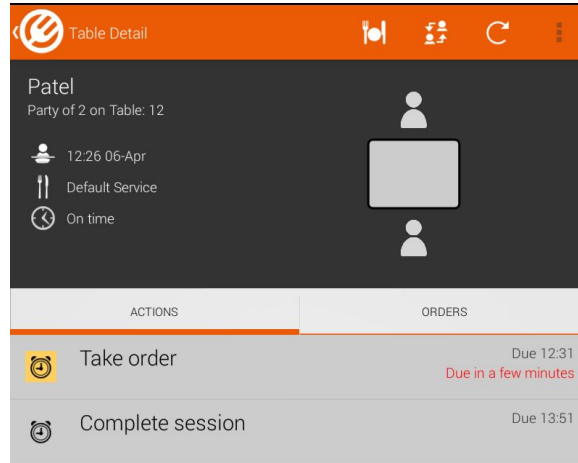 Table Detail
Patel
Party of 2 on Table: 12
12:26 06-Apr
Default Service
On time
ACTIONS ORDERS
Take order Due 12:31
Due in a few minutes
Complete session Due 13:51